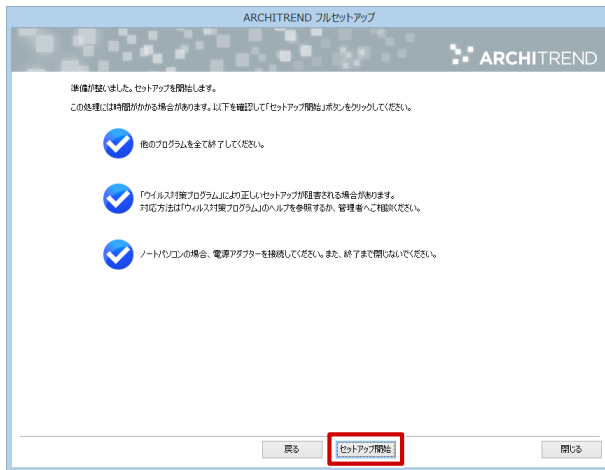 ARCHITREND フルセットアップ
ARCHITREND
準備が整いました。セットアップを開始します。
この処理には時間がかかる場合があります。以下を確認して「セットアップ開始」ボタンをクリックしてください。
他のプログラムを全て終了してください。
「ウイルス対策プログラム」により正しいセットアップが阻害される場合があります。
対応方法は「ウィルス対策プログラム」のヘルプを参照するか、管理者へご相談ください。
ノートパソコンの場合、電源アダプターを接続してください。また、終了まで閉じないでください。
戻る
セットアップ開始
閉じる